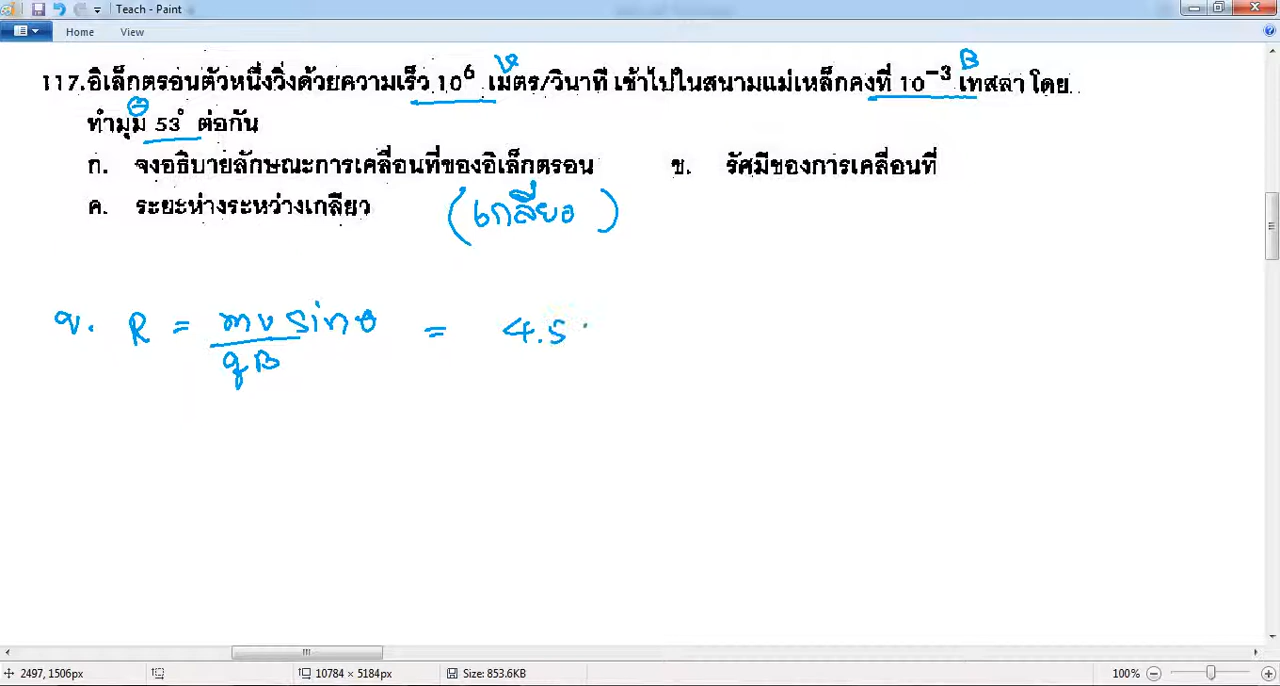 Teach - Paint
Home View
V B
117.อิเล็กตรอนตัวหนึ่งวิ่งด้วยความเร็ว 10⁶ เมตร/วินาที เข้าไปในสนามแม่เหล็กคงที่ 10⁻³ เทสลา โดย
ทำมุม 53° ต่อกัน
ก. จงอธิบายลักษณะการเคลื่อนที่ของอิเล็กตรอน ข. รัศมีของการเคลื่อนที่
ค. ระยะห่างระหว่างเกลียว (เกลียว)
ข. R = mv sinθ = 4.5
qB
2497, 1506px 10784 × 5184px Size: 853.6KB 100%